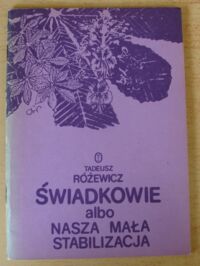 TADEUSZ
RÓŻEWICZ
ŚWIADKOWIE
albo
NASZA MAŁA
STABILIZACJA